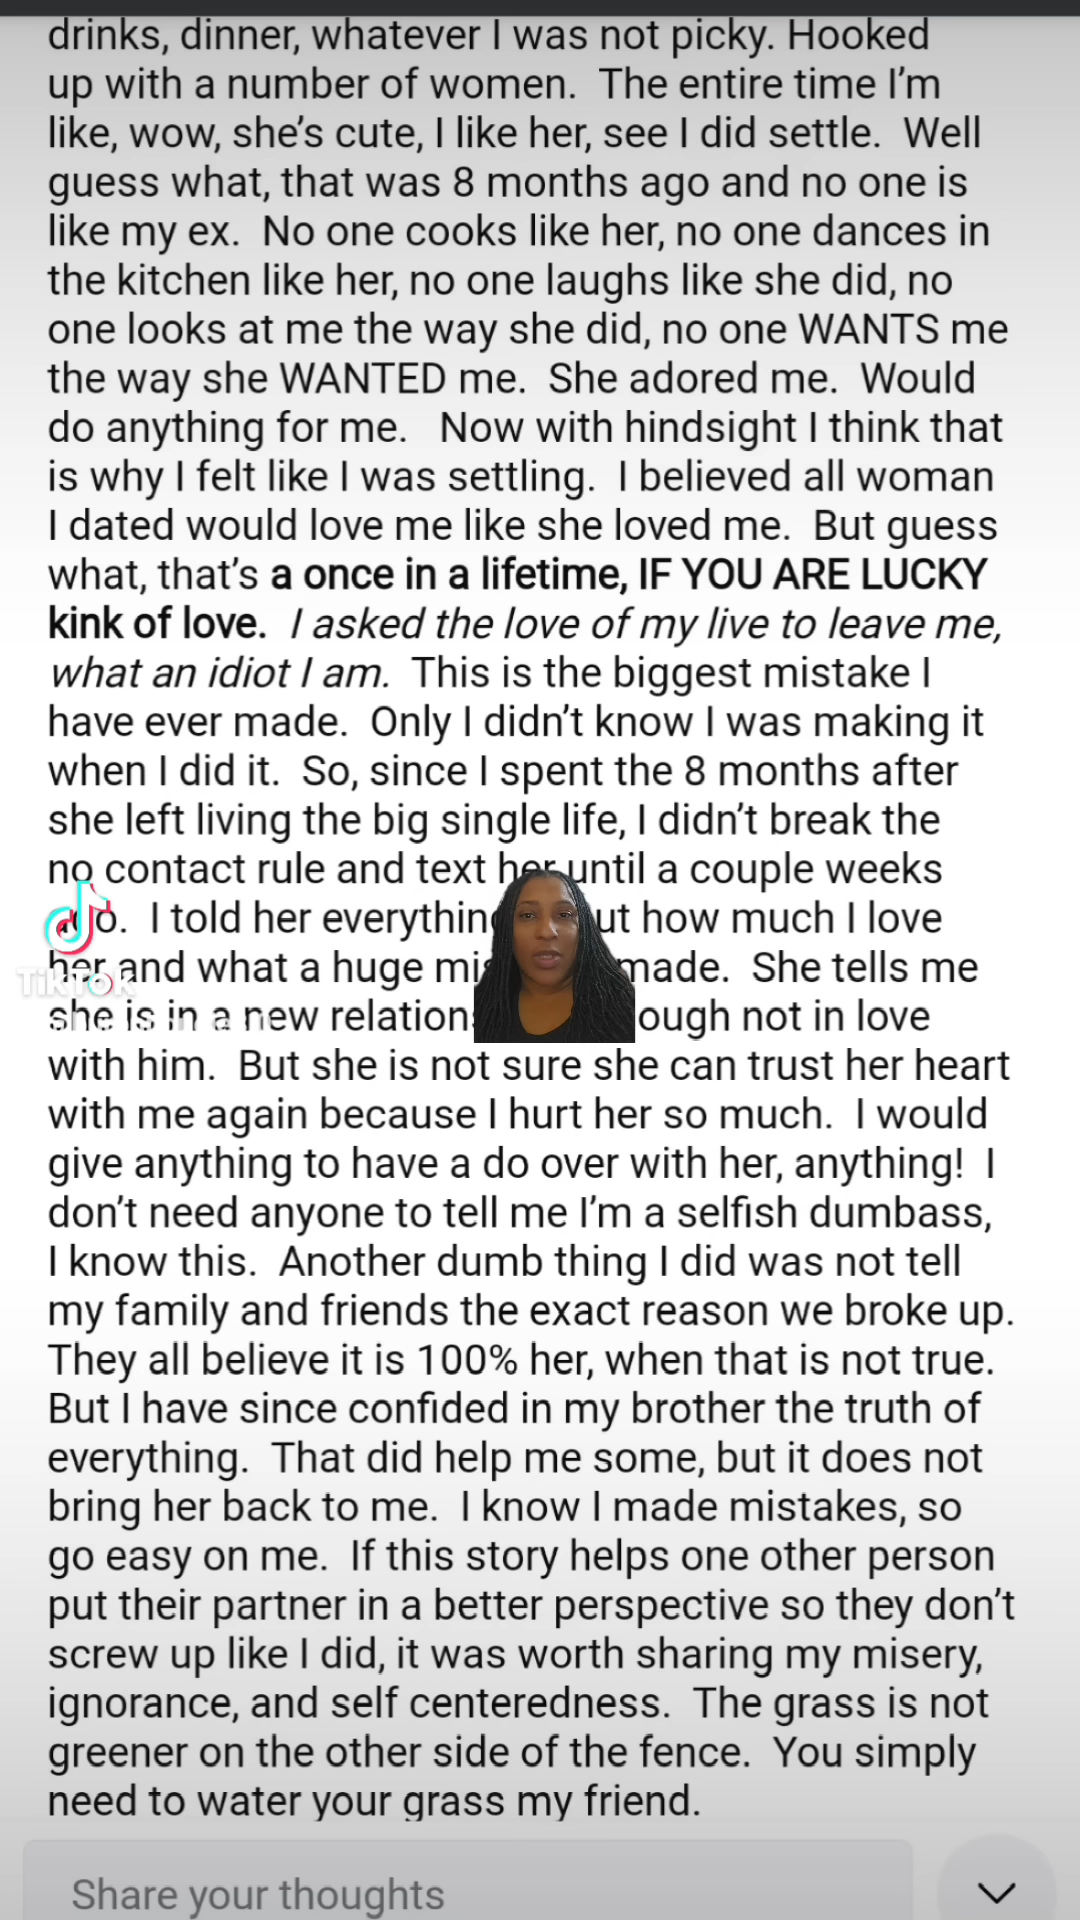 drinks, dinner, whatever I was not picky. Hooked
up with a number of women. The entire time I'm
like, wow, she's cute, I like her, see I did settle. Well
guess what, that was 8 months ago and no one is
like my ex. No one cooks like her, no one dances in
the kitchen like her, no one laughs like she did, no
one looks at me the way she did, no one WANTS me
the way she WANTED me. She adored me. Would
do anything for me. Now with hindsight I think that
is why I felt like I was settling. I believed all woman
I dated would love me like she loved me. But guess
what, that's a once in a lifetime, IF YOU ARE LUCKY
kink of love. I asked the love of my live to leave me,
what an idiot I am. This is the biggest mistake I
have ever made. Only I didn't know I was making it
when I did it. So, since I spent the 8 months after
she left living the big single life, I didn't break the
no contact rule and text her until a couple weeks
I told her everything how much I love
her and what a huge made. She tells me
TikTok
she is in a new not in love
with him. But she is not sure she can trust her heart
with me again because I hurt her so much. I would
give anything to have a do over with her, anything! I
don't need anyone to tell me I'm a selfish dumbass,
I know this. Another dumb thing I did was not tell
my family and friends the exact reason we broke up.
They all believe it is 100% her, when that is not true.
But I have since confided in my brother the truth of
everything. That did help me some, but it does not
bring her back to me. I know I made mistakes, so
go easy on me. If this story helps one other person
put their partner in a better perspective so they don't
screw up like I did, it was worth sharing my misery,
ignorance, and self centeredness. The grass is not
greener on the other side of the fence. You simply
need to water your grass my friend.
Share your thoughts